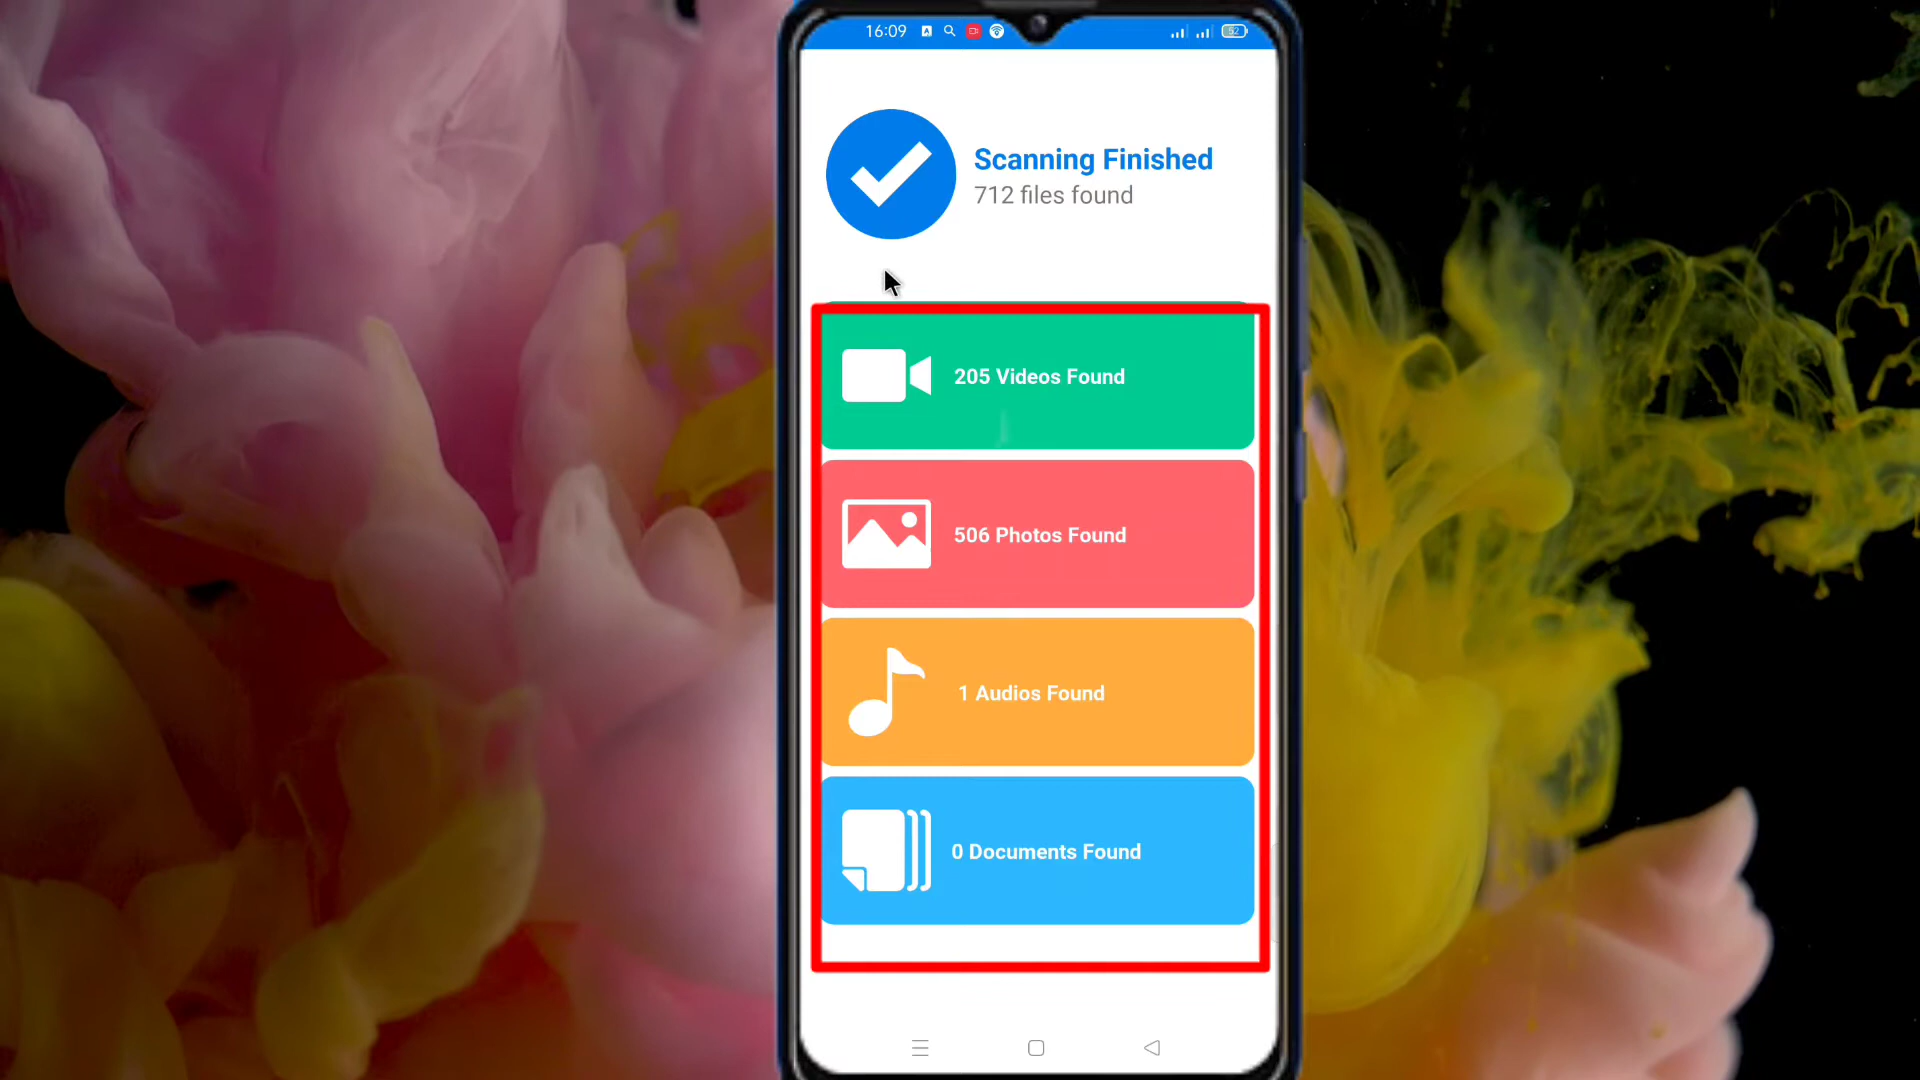 16:09
52
Scanning Finished
712 files found
205 Videos Found
506 Photos Found
1 Audios Found
0 Documents Found